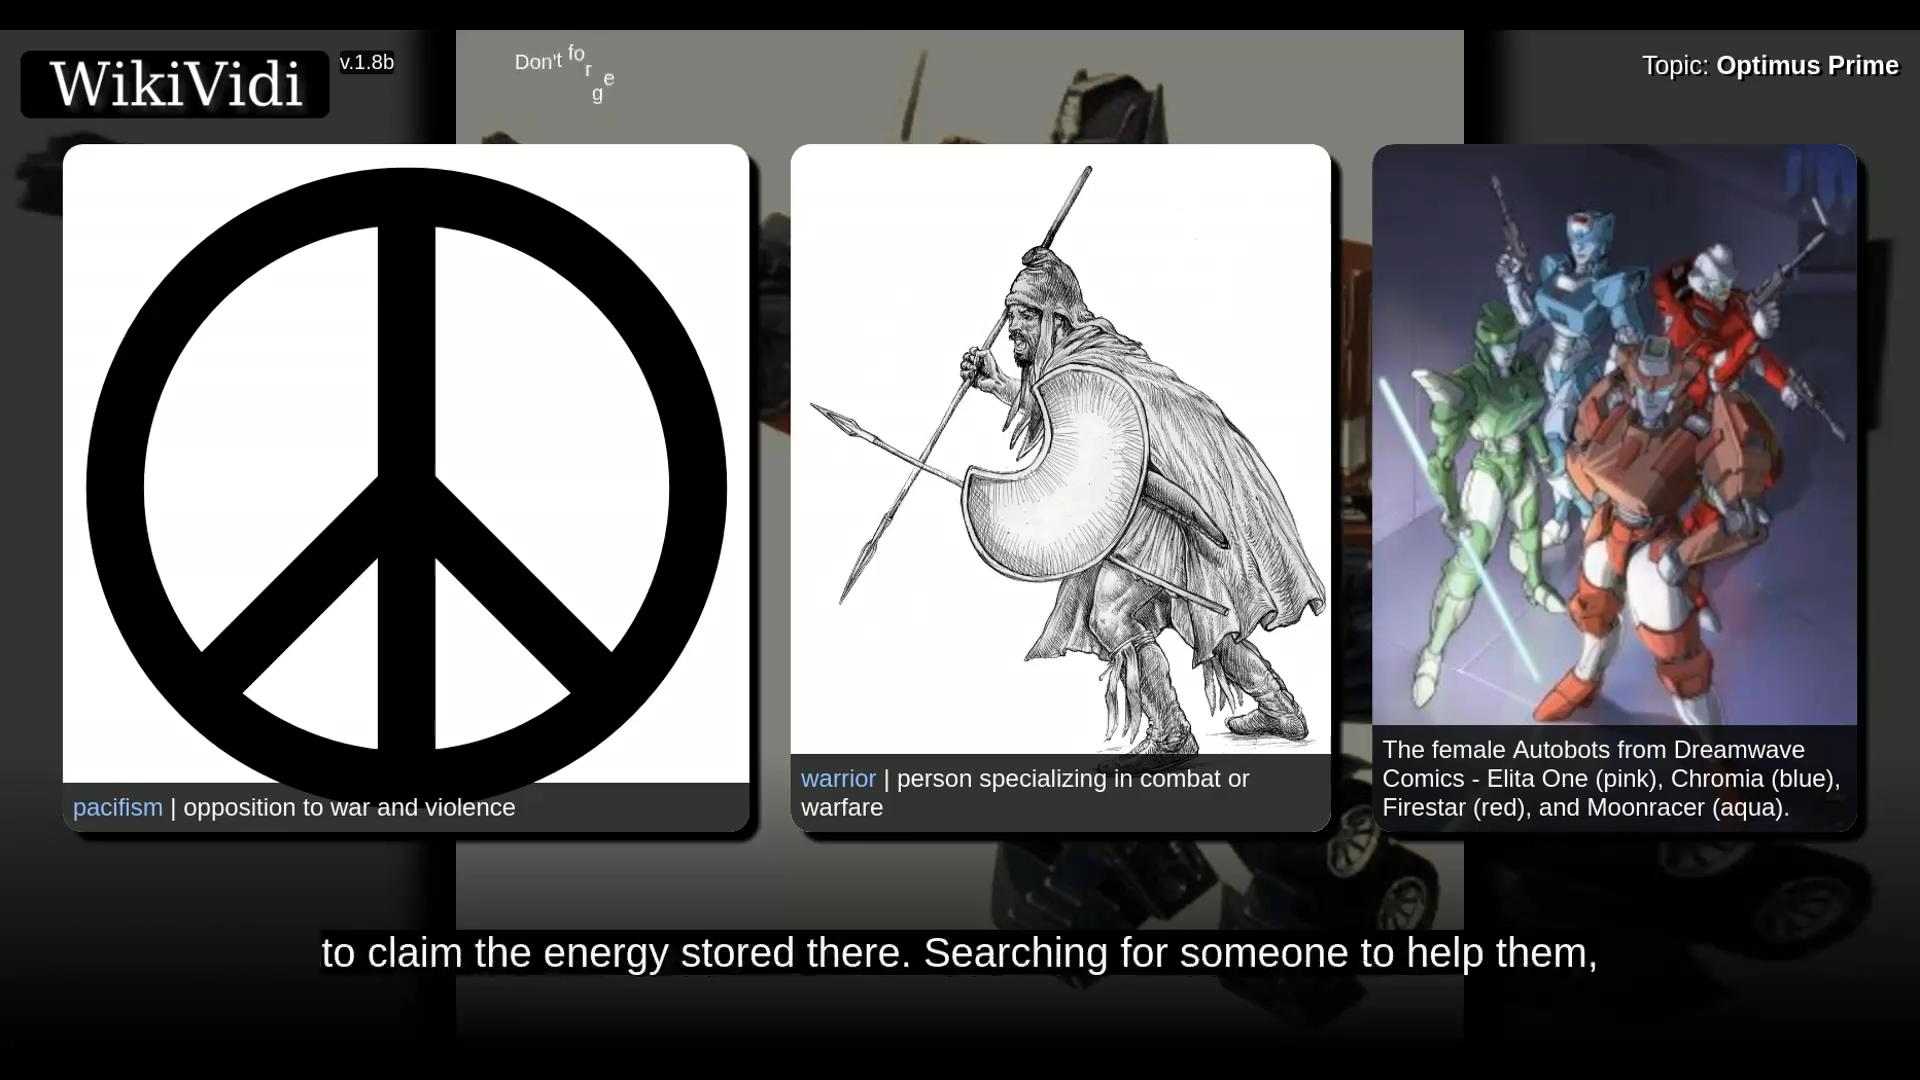 WikiVidi
v.1.8b
Don't forge
Topic: Optimus Prime
pacifism | opposition to war and violence
warrior | person specializing in combat or
warfare
The female Autobots from Dreamwave
Comics - Elita One (pink), Chromia (blue),
Firestar (red), and Moonracer (aqua).
to claim the energy stored there. Searching for someone to help them,